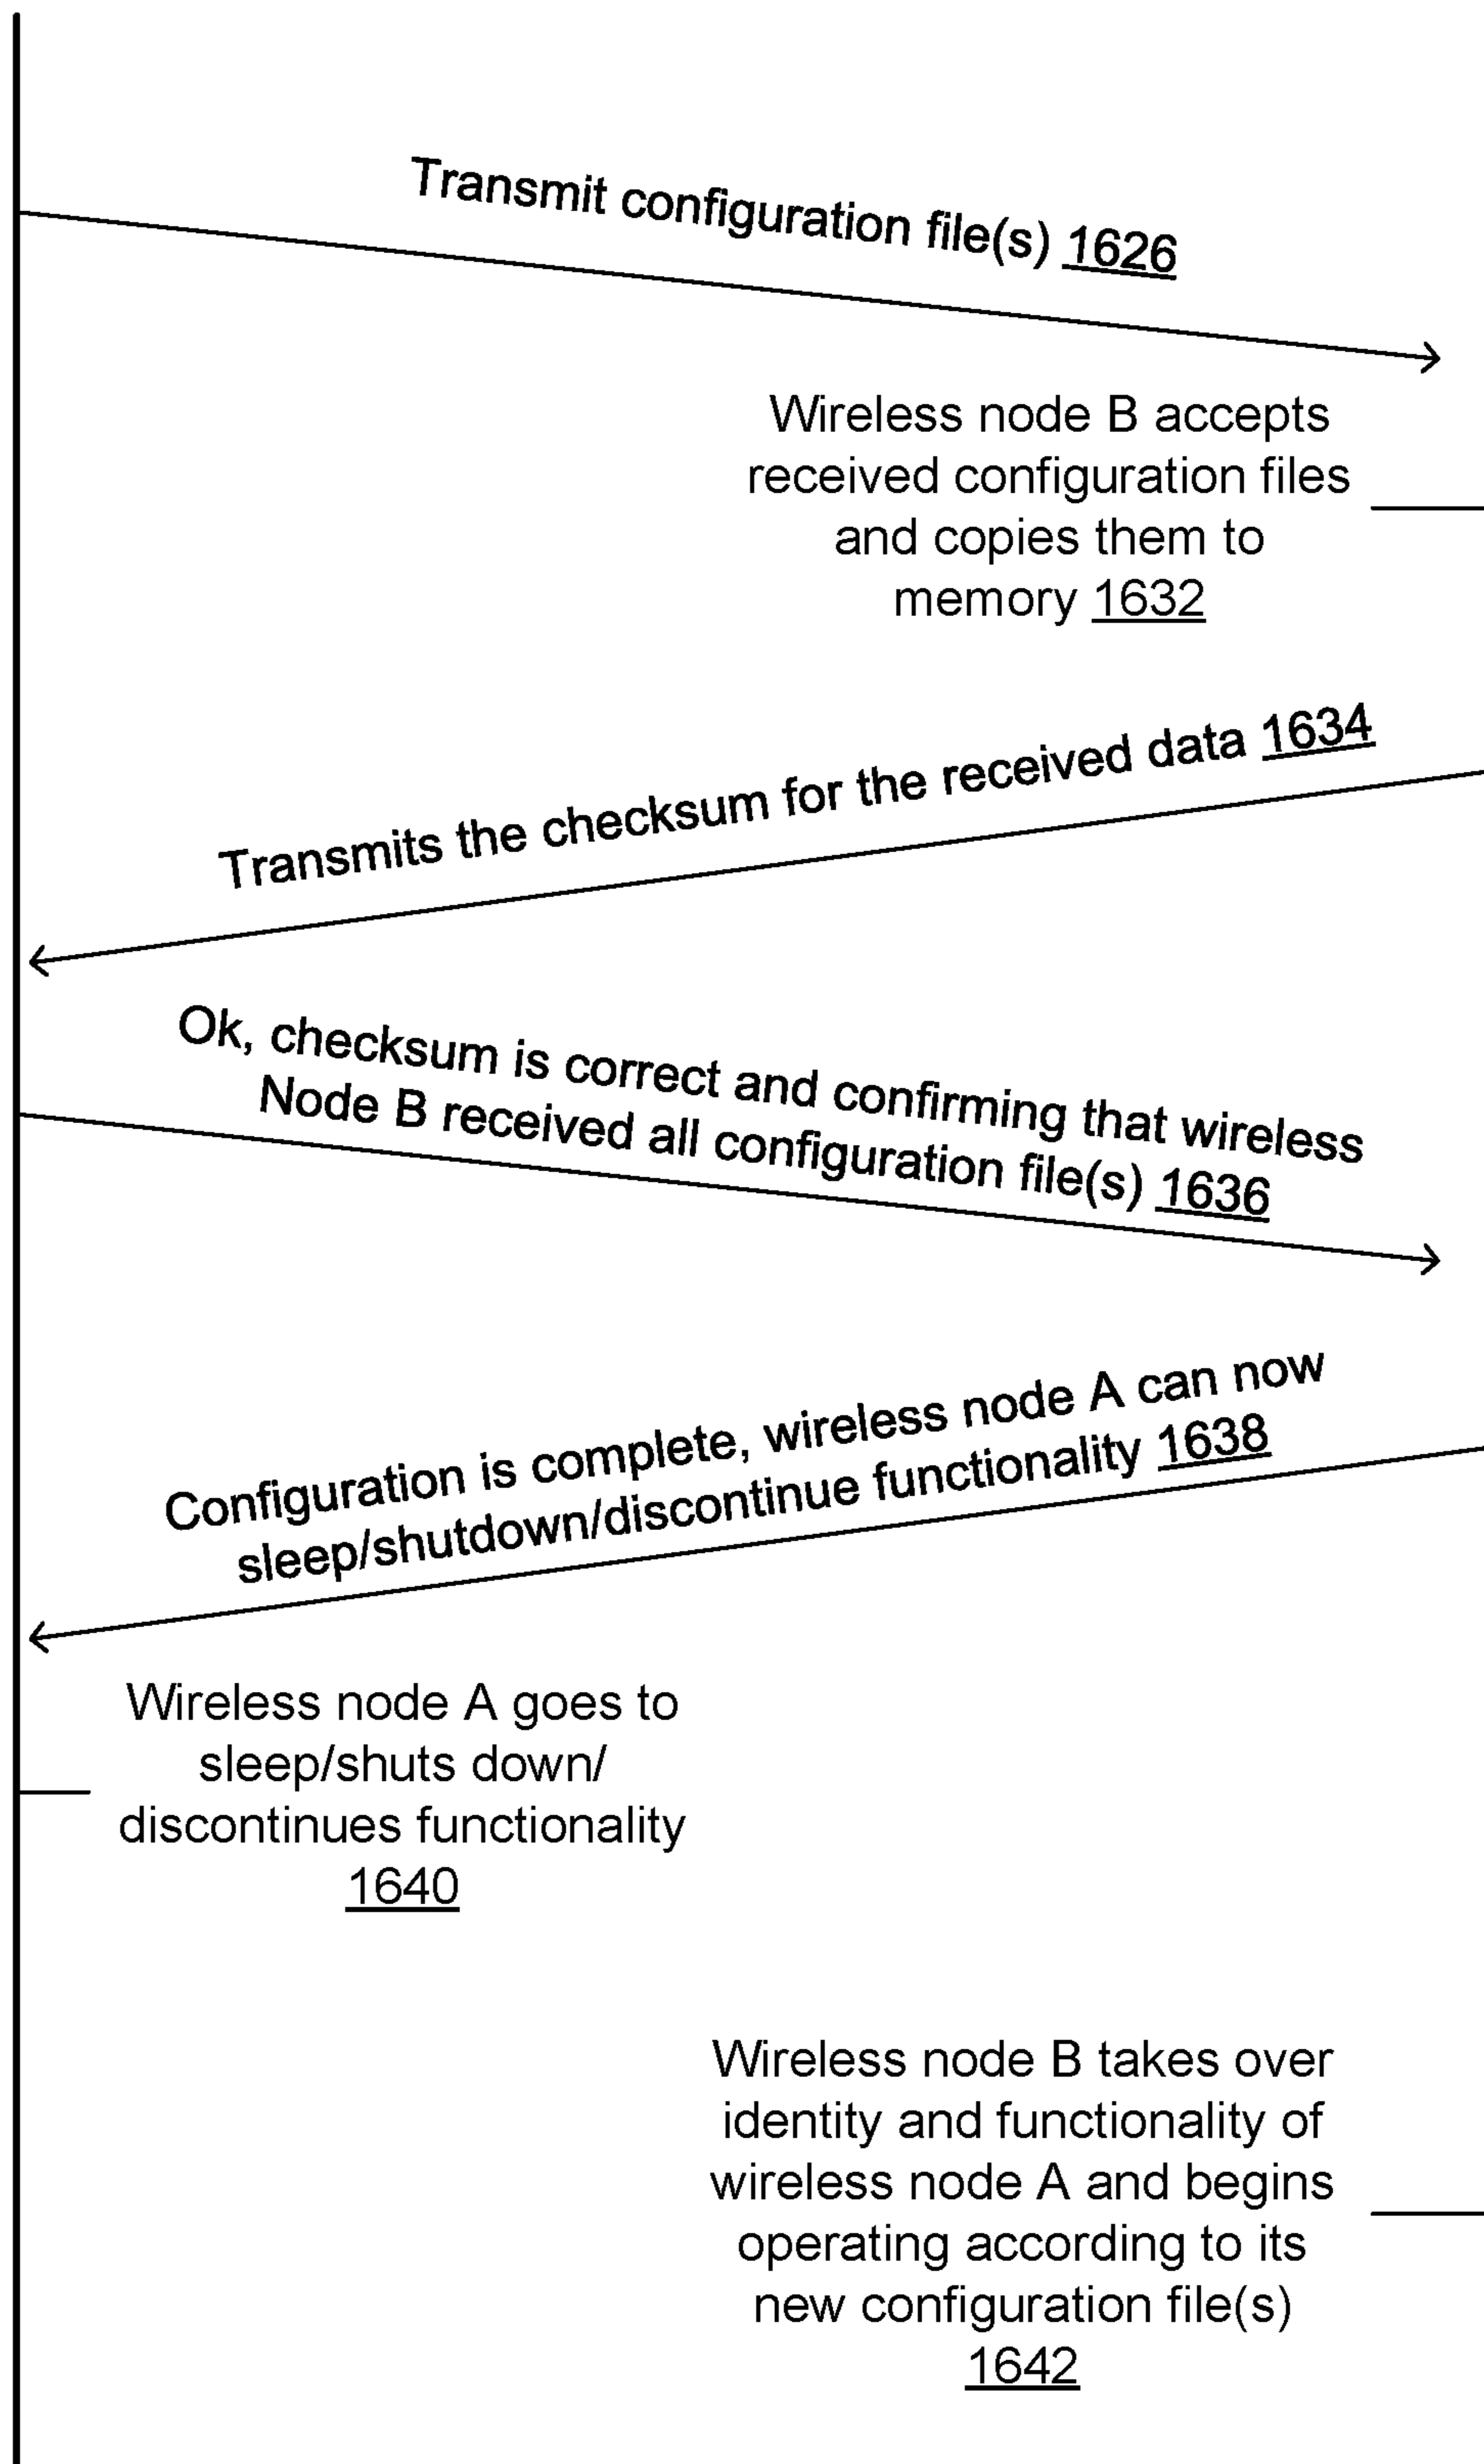 Transmit configuration file(s) 1626
Wireless node B accepts
received configuration files
and copies them to
memory 1632
Transmits the checksum for the received data 1634
Ok, checksum is correct and confirming that wireless
Node B received all configuration file(s) 1636
Configuration is complete, wireless node A can now
sleep/shutdown/discontinue functionality 1638
Wireless node A goes to
sleep/shuts down/
discontinues functionality
1640
Wireless node B takes over
identity and functionality of
wireless node A and begins
operating according to its
new configuration file(s)
1642